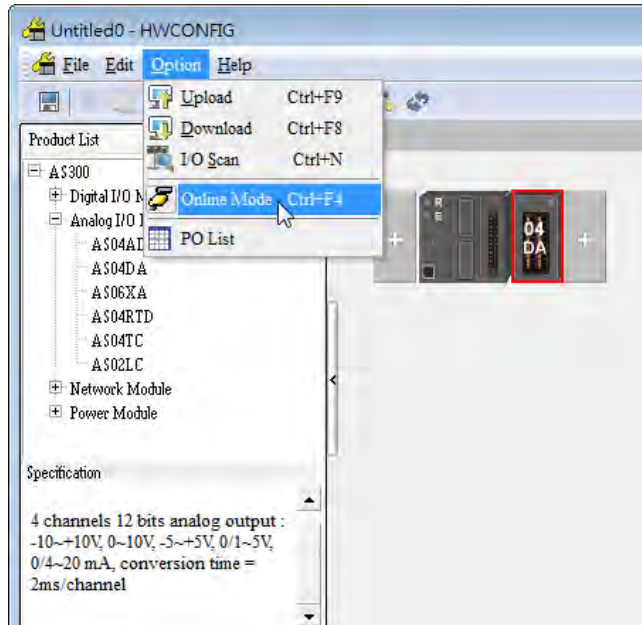 Untitled0 - HWCONFIG
File Edit Option Help
Upload Ctrl+F9
Download Ctrl+F8
I/O Scan Ctrl+N
Online Mode Ctrl+F4
PO List
Product List
AS300
Digital I/O
Analog I/O
AS04AD
AS04DA
AS06XA
AS04RTD
AS04TC
AS02LC
Network Module
Power Module
R
E
04
DA
Specification
4 channels 12 bits analog output :
-10~+10V, 0~10V, -5~+5V, 0/1~5V,
0/4~20 mA, conversion time =
2ms/channel